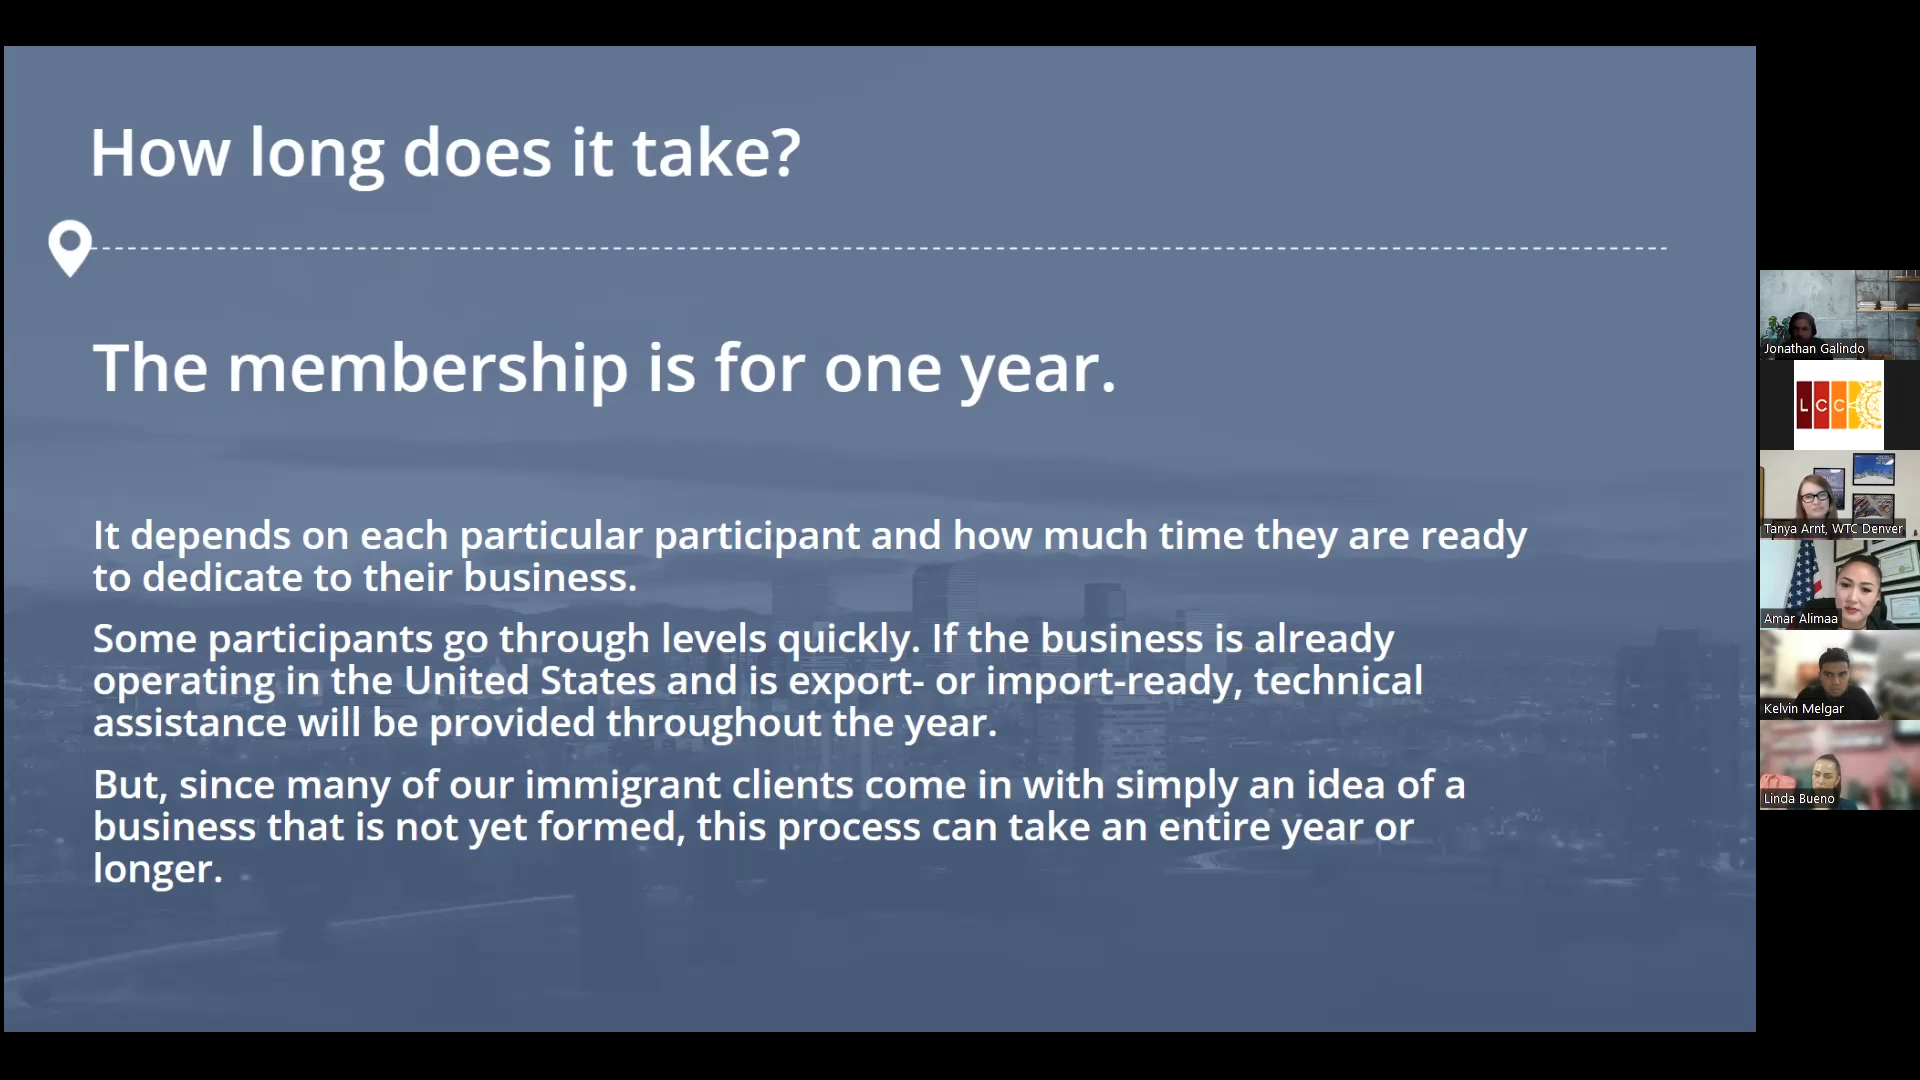 How long does it take?
The membership is for one year.
It depends on each particular participant and how much time they are ready
to dedicate to their business.
Some participants go through levels quickly. If the business is already
operating in the United States and is export- or import-ready, technical
assistance will be provided throughout the year.
But, since many of our immigrant clients come in with simply an idea of a
business that is not yet formed, this process can take an entire year or
longer.
Jonathan Galindo
LCC
Tanya Arnt, WTC Denver
Amar Alimaa
Kelvin Melgar
Linda Bueno